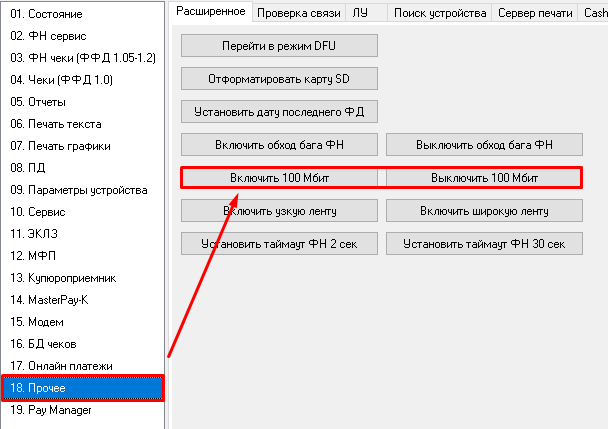 01. Состояние
02. ФН сервис
03. ФН чеки (ФФД 1.05-1.2)
04. Чеки (ФФД 1.0)
05. Отчеты
06. Печать текста
07. Печать графики
08. ПД
09. Параметры устройства
10. Сервис
11. ЭКЛЗ
12. МФП
13. Купюроприемник
14. MasterPay-K
15. Модем
16. БД чеков
17. Онлайн платежи
18. Прочее
19. Pay Manager
Расширенное Проверка связи ЛУ Поиск устройства Сервер печати Cash
Перейти в режим DFU
Отформатировать карту SD
Установить дату последнего ФД
Включить обход бага ФН Выключить обход бага ФН
Включить 100 Мбит Выключить 100 Мбит
Включить узкую ленту Включить широкую ленту
Установить таймаут ФН 2 сек Установить таймаут ФН 30 сек